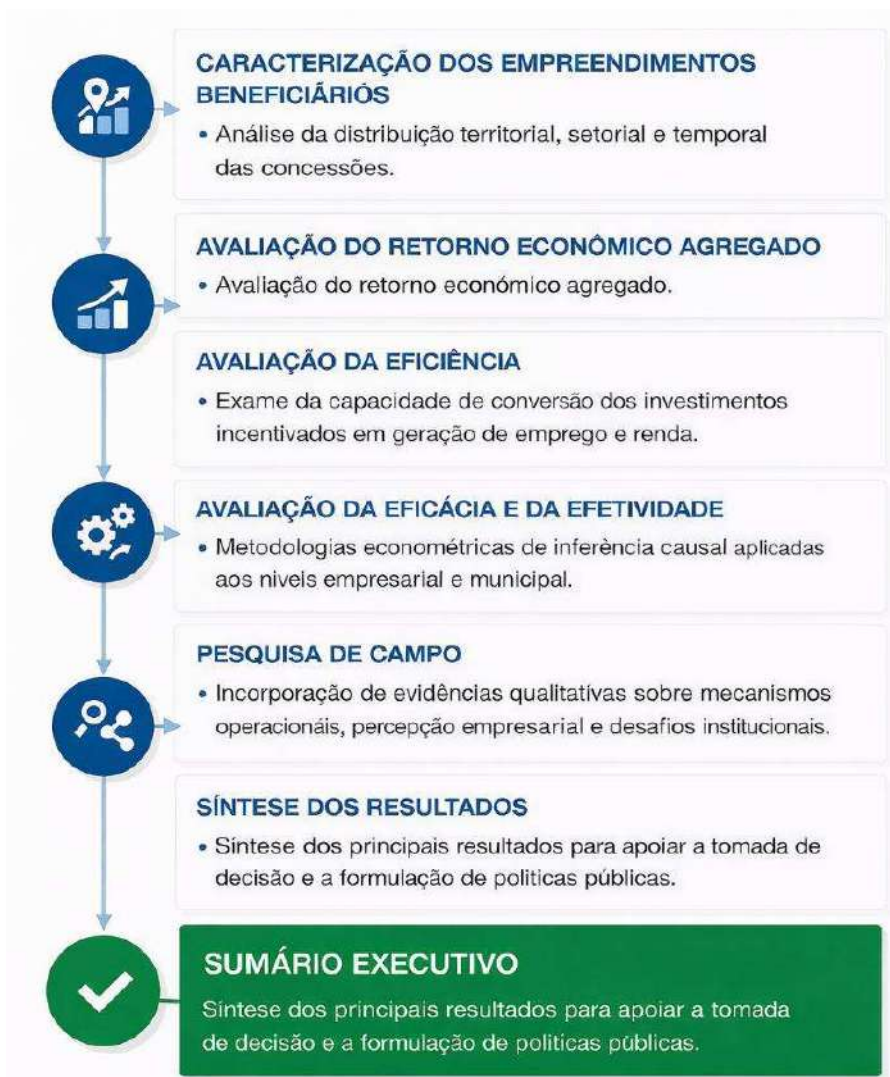 CARACTERIZAÇÃO DOS EMPREENDIMENTOS
BENEFICIÁRIÓS
• Análise da distribuição territorial, setorial e temporal
das concessões.
AVALIAÇÃO DO RETORNO ECONÔMICO AGREGADO
• Avaliação do retorno económico agregado.
AVALIAÇÃO DA EFICIÊNCIA
• Exame da capacidade de conversão dos investimentos
incentivados em geração de emprego e renda.
AVALIAÇÃO DA EFICÁCIA E DA EFETIVIDADE
• Metodologias econométricas de inferência causal aplicadas
aos niveis empresarial e municipal.
PESQUISA DE CAMPO
• Incorporação de evidências qualitatívas sobre mecanismos
operacionáis, percepção empresarial e desafios institucionais.
SÍNTESE DOS RESULTADOS
• Síntese dos principais resultados para apoiar a tomada de
decisão e a formulação de politicas públicas.
SUMÁRIO EXECUTIVO
Síntese dos principais resultados para apoiar a tomada
de decisão e a formulação de politícas públicas.